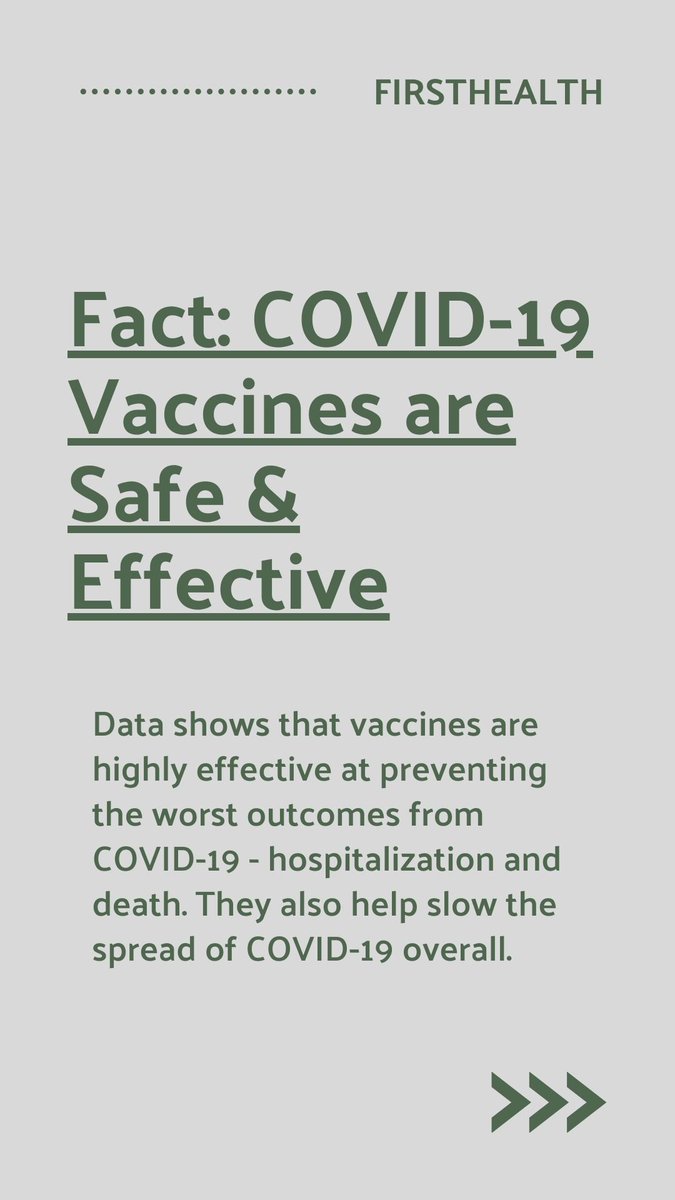 FIRSTHEALTH
Fact: COVID-19
Vaccines are
Safe &
Effective
Data shows that vaccines are
highly effective at preventing
the worst outcomes from
COVID-19 - hospitalization and
death. They also help slow the
spread of COVID-19 overall.